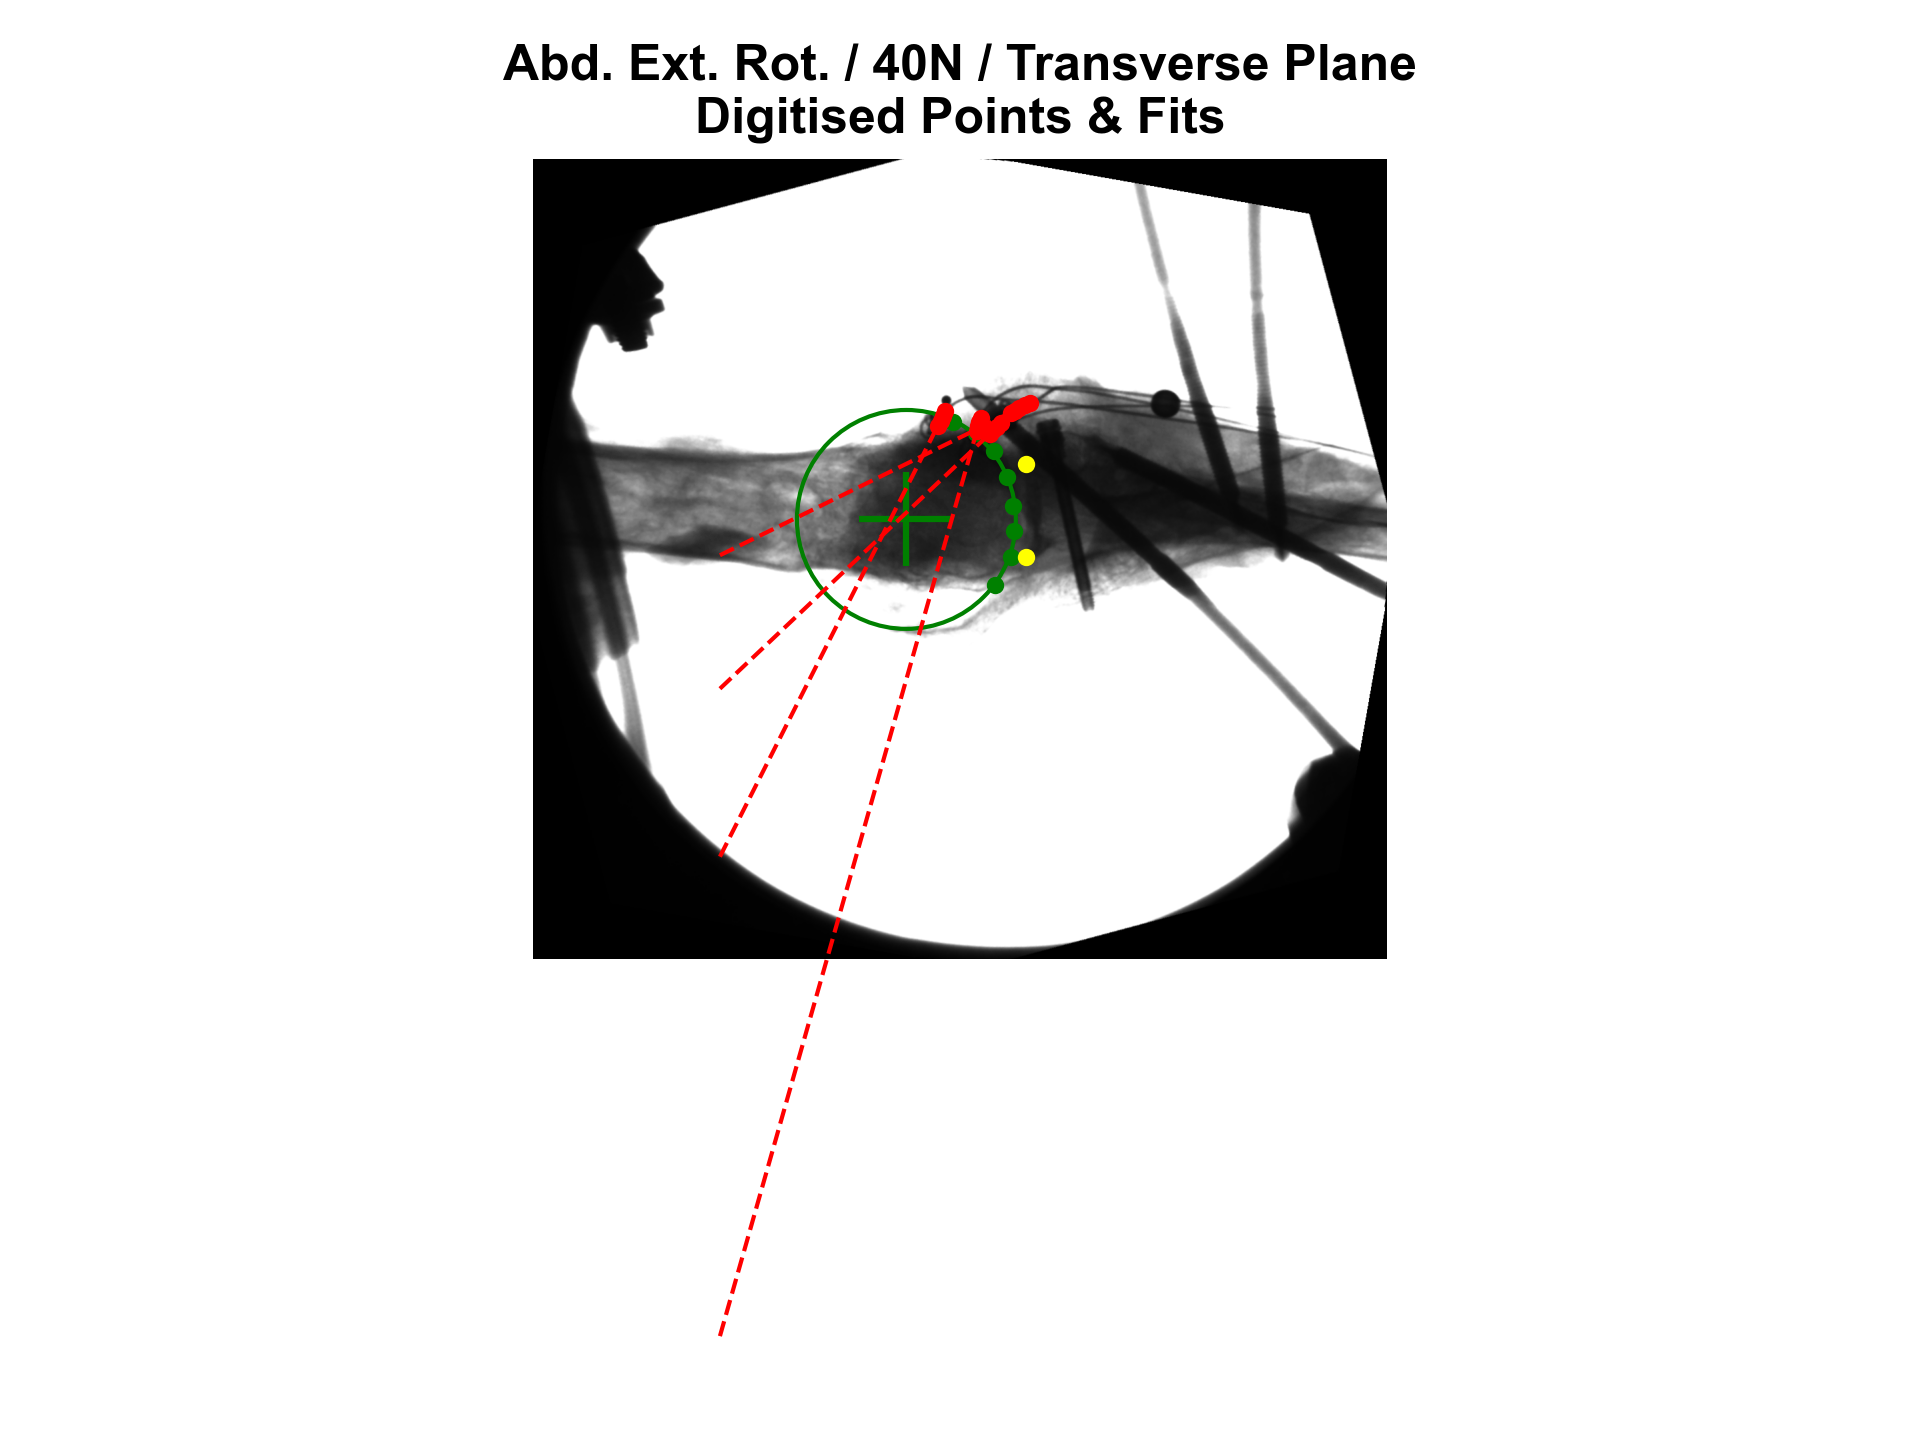 Abd. Ext. Rot. / 40N / Transverse Plane
Digitised Points & Fits